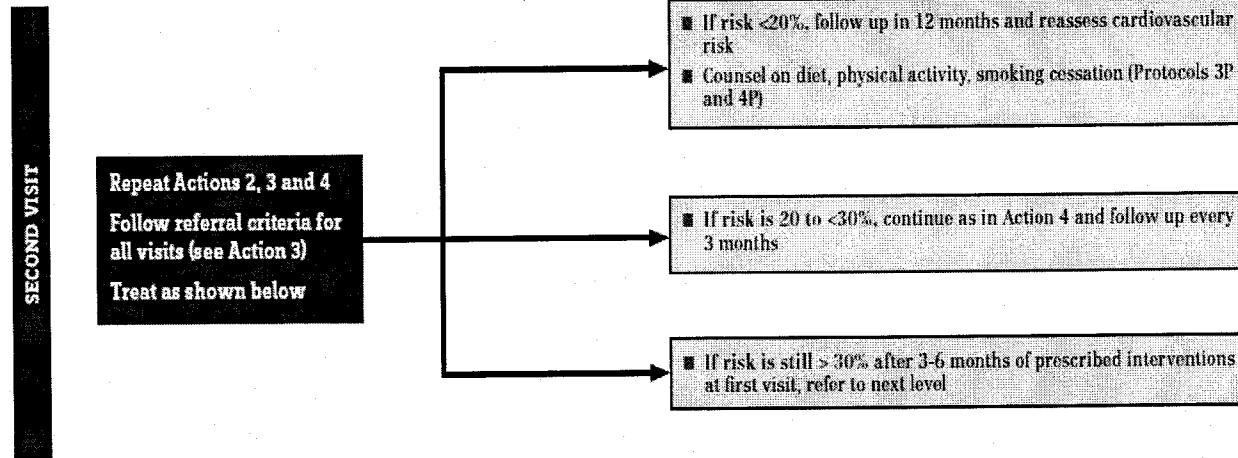 SECOND VISIT
Repeat Actions 2, 3 and 4
Follow referral criteria for
all visits (see Action 3)
Treat as shown below
■ If risk <20%, follow up in 12 months and reassess cardiovascular
risk
■ Counsel on diet, physical activity, smoking cessation (Protocols 3P
and 4P)
■ If risk is 20 to <30%, continue as in Action 4 and follow up every
3 months
■ If risk is still > 30% after 3-6 months of prescribed interventions
at first visit, refer to next level